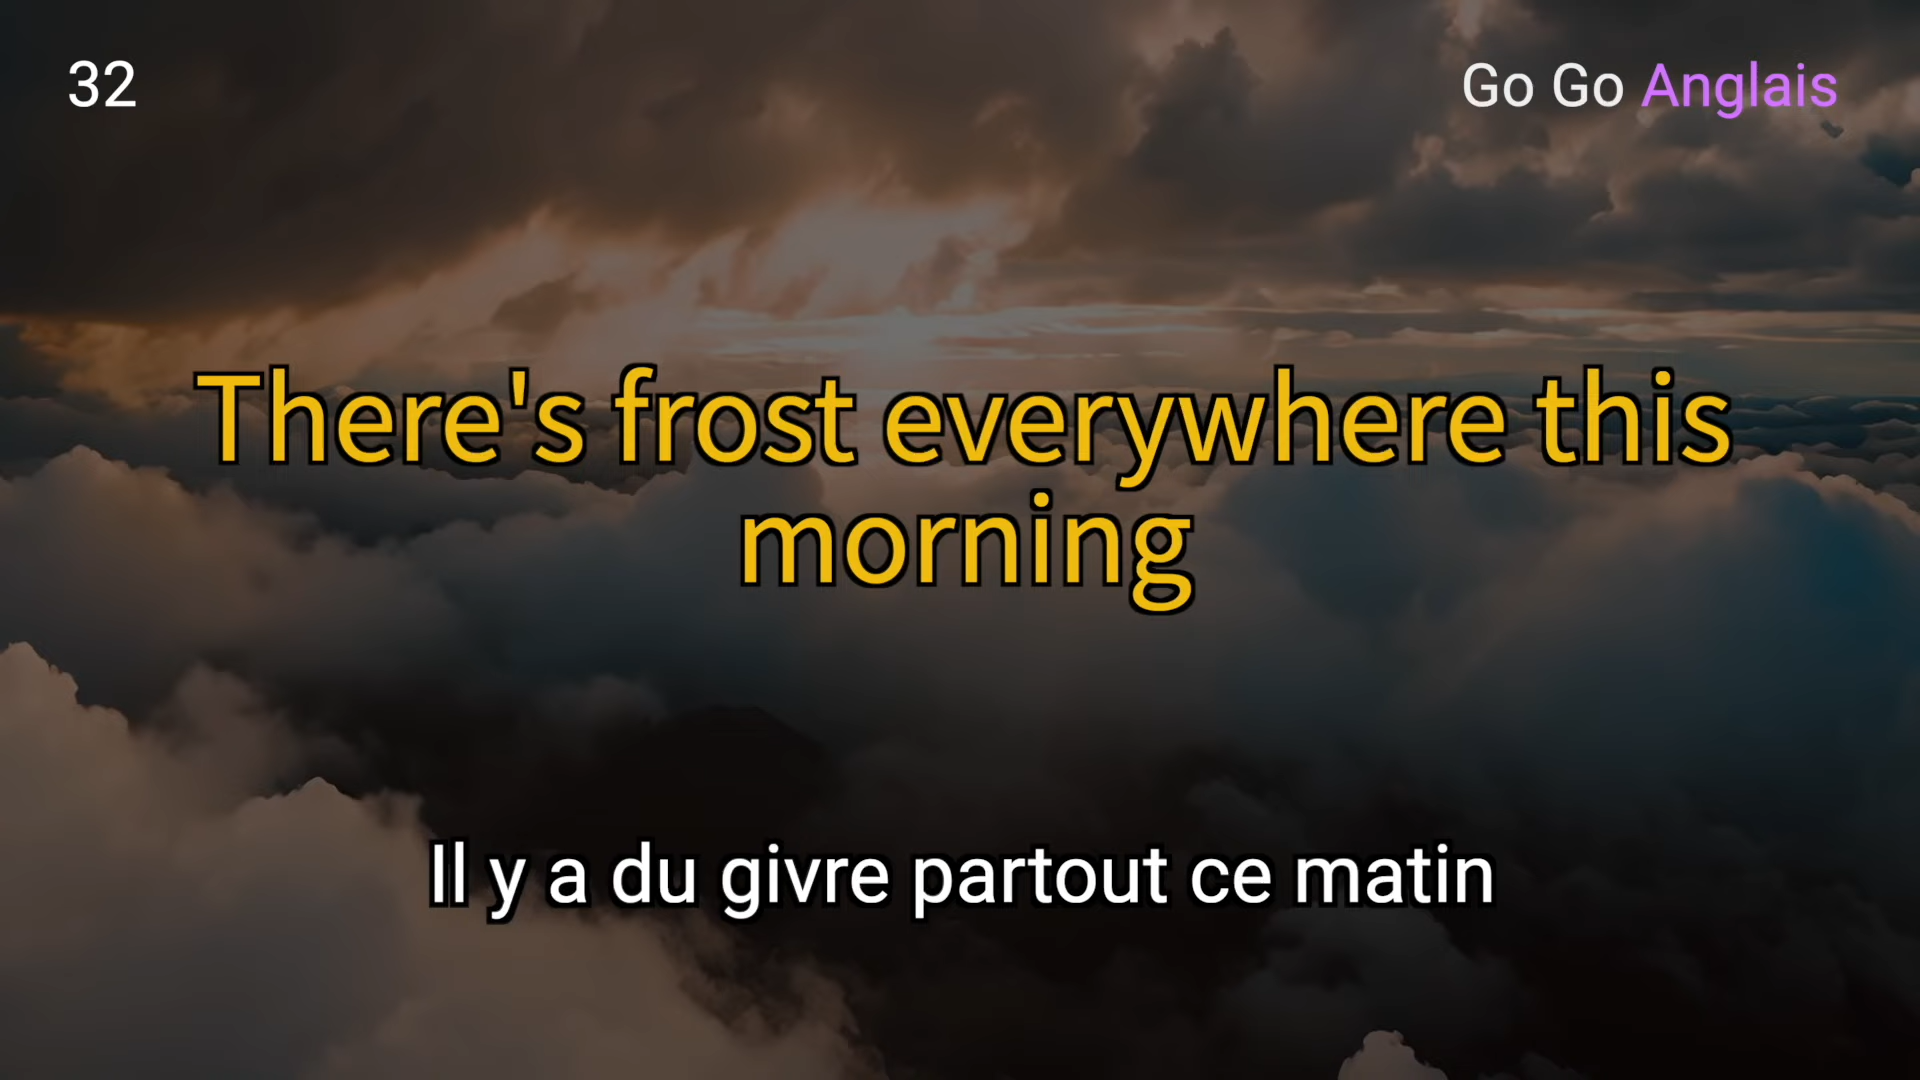 32
Go Go Anglais
There's frost everywhere this
morning
Il y a du givre partout ce matin